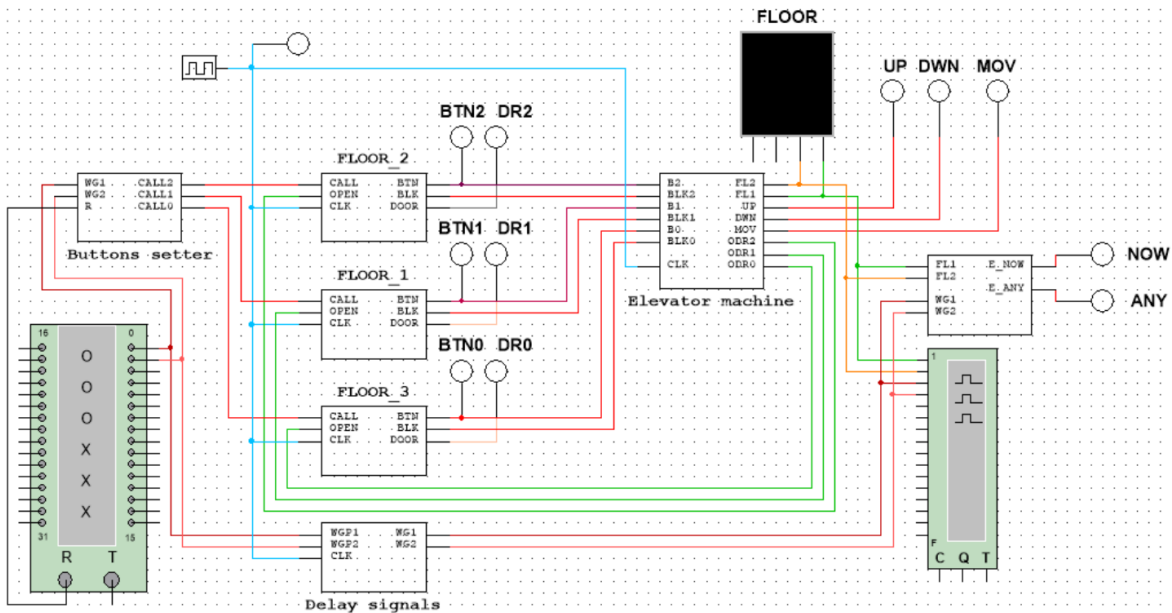 FLOOR
UP DWN MOV
BTN2 DR2
FLOOR_2
CALL BTN
OPEN BLK
CLK DOOR
WG1 CALL2
WG2 CALL1
R CALL0
Buttons setter
B2 FL2
BLK2 FL1
B1 UP
BLK1 DWN
B0 MOV
BLK0 ODR2
ODR1
CLK ODR0
Elevator machine
BTN1 DR1
FLOOR_1
CALL BTN
OPEN BLK
CLK DOOR
FL1 E_NOW
FL2
E_ANY
WG1
WG2
NOW
ANY
BTN0 DR0
FLOOR_3
CALL BTN
OPEN BLK
CLK DOOR
16 0
O
O
O
X
X
X
31 15
R T
1
F
C Q T
WGP1 WG1
WGP2 WG2
CLK
Delay signals